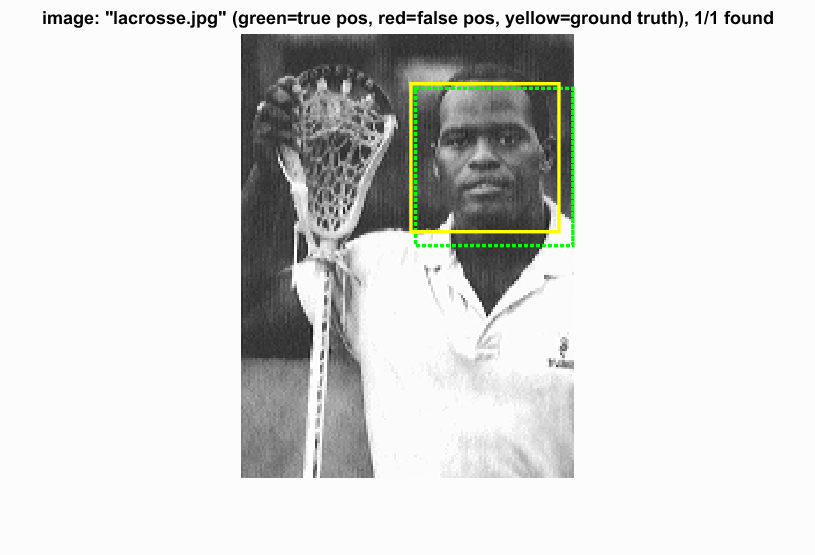 image: "lacrosse.jpg" (green=true pos, red=false pos, yellow=ground truth), 1/1 found